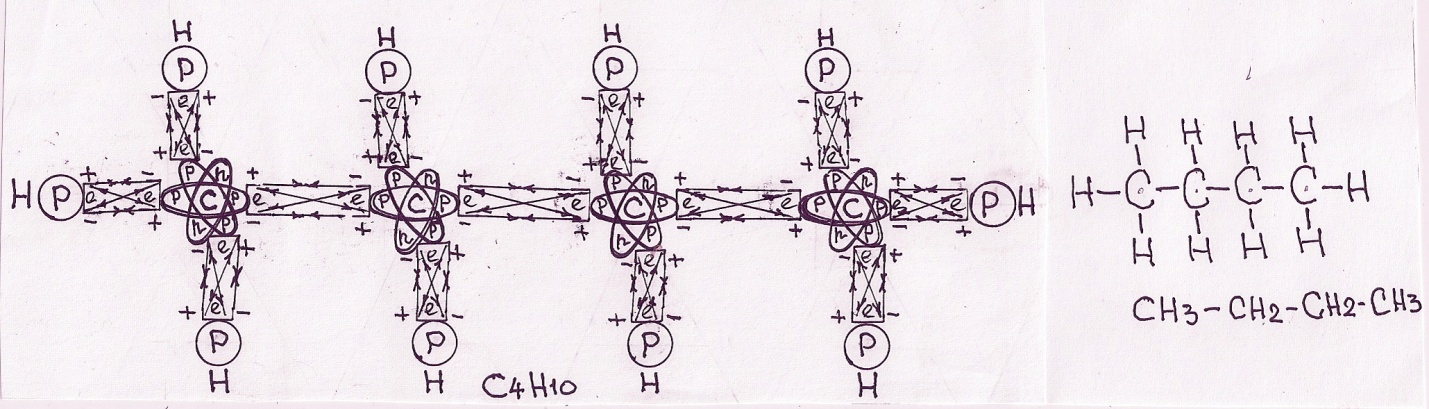 H H H H
P P P P
- e + - e + - e + - e +
+ e - + e - + e - + e -
p n p n p n p n
+ - + - + - + - + -
H P e e p C p e e p C p e e p C p e e p C p e e P H
- + - + - + - + - +
n p n p n p n p
- e + - e + - e + - e +
+ e - + e - + e - + e -
P P P P
H H H H
C4H10
H H H H
H-C-C-C-C-H
H H H H
CH3-CH2-CH2-CH3